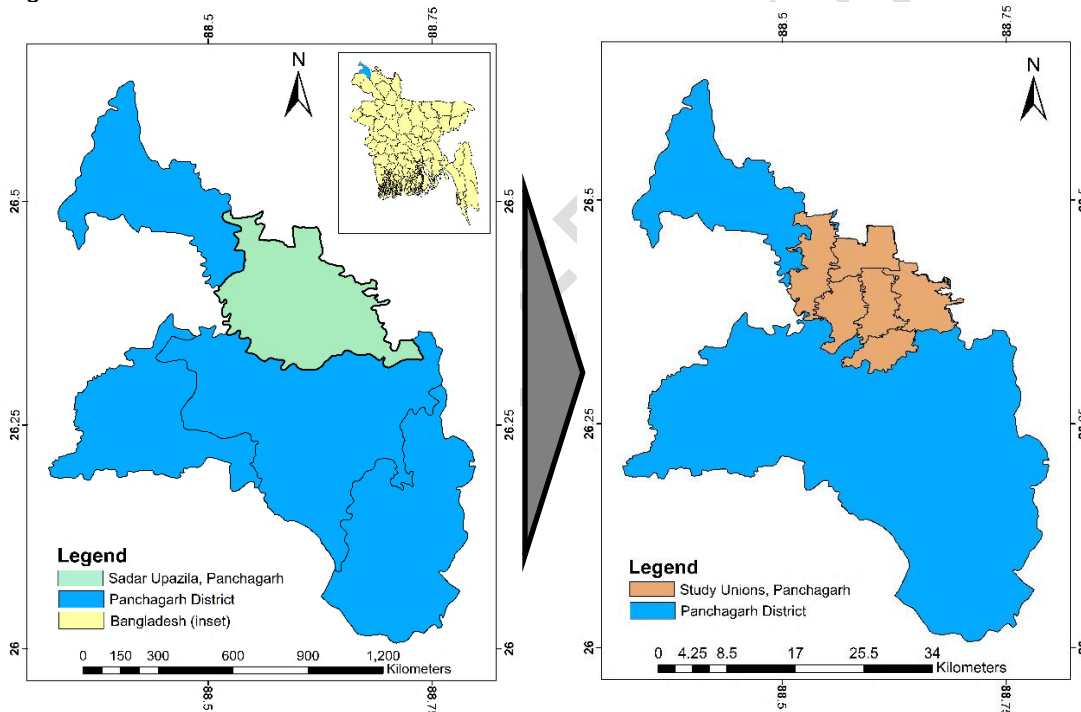 88.5
88.75
N
26.5
26.25
26
Legend
Sadar Upazila, Panchagarh
Panchagarh District
Bangladesh (inset)
0 150 300 600 900 1,200
Kilometers
88.5
88.75
88.5
88.75
N
26.5
26.25
26
Legend
Study Unions, Panchagarh
Panchagarh District
0 4.25 8.5 17 25.5 34
Kilometers
88.5
88.75